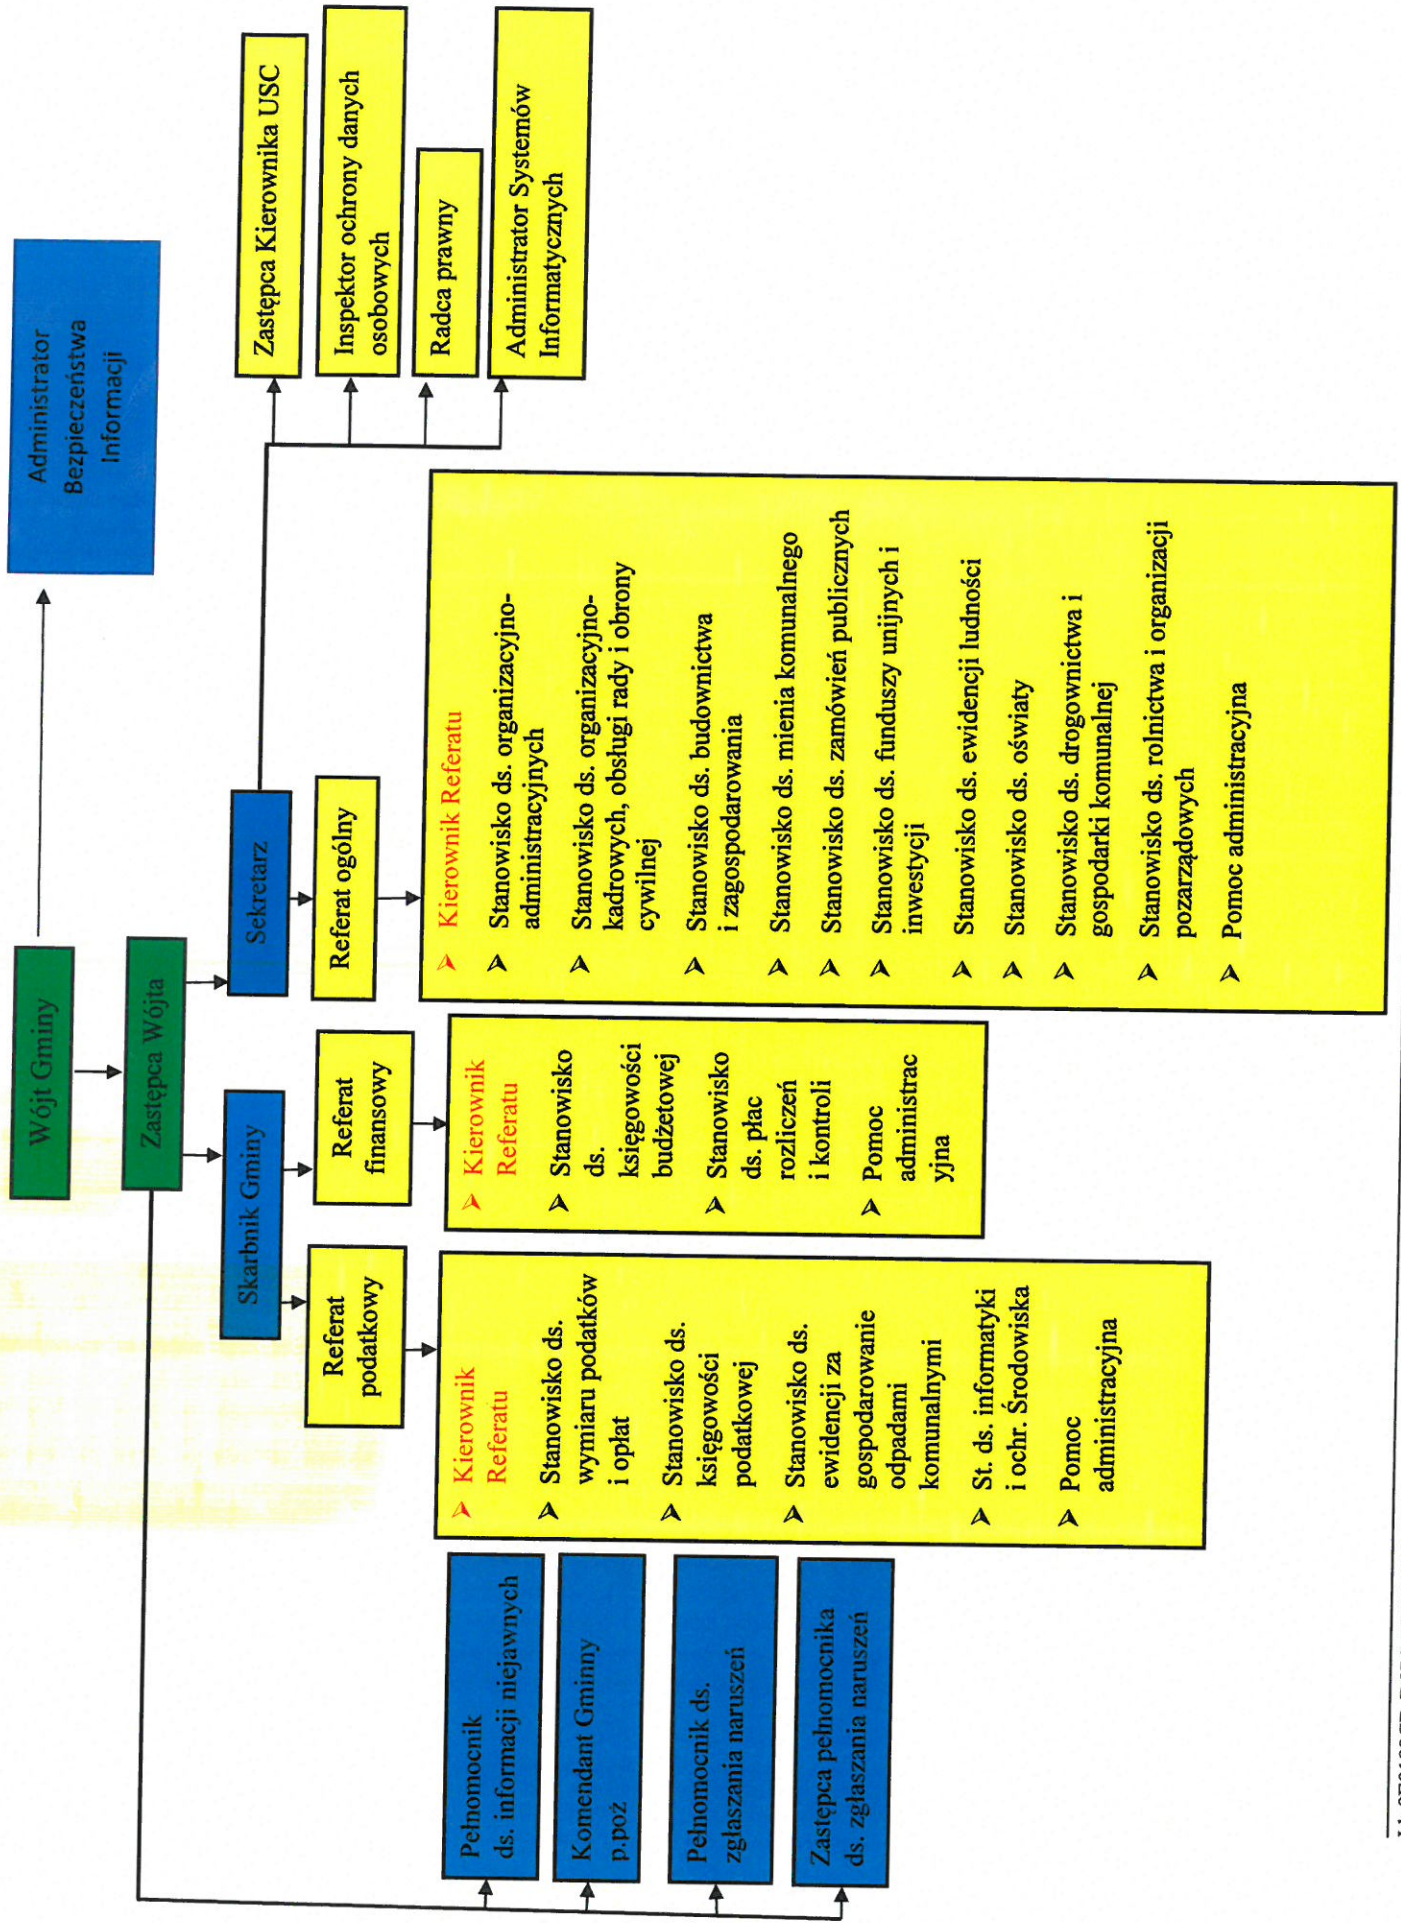 Administrator
Bezpieczeństwa
Informacji
Wójt Gminy
Zastępca Wójta
Skarbnik Gminy
Sekretarz
Zastępca Kierownika USC
Inspektor ochrony danych
osobowych
Radca prawny
Administrator Systemów
Informatycznych
Referat
podatkowy
Referat
finansowy
Referat ogólny
Pełnomocnik
ds. informacji niejawnych
Komendant Gminny
p.poż
Pełnomocnik ds.
zgłaszania naruszeń
Zastępca pełnomocnika
ds. zgłaszania naruszeń
➢ Kierownik
Referatu
➢ Stanowisko ds.
wymiaru podatków
i opłat
➢ Stanowisko ds.
księgowości
podatkowej
➢ Stanowisko ds.
ewidencji za
gospodarowanie
odpadami
komunalnymi
➢ St. ds. informatyki
i ochr. Środowiska
➢ Pomoc
administracyjna
➢ Kierownik
Referatu
➢ Stanowisko
ds.
księgowości
budżetowej
➢ Stanowisko
ds. płac
rozliczeń
i kontroli
➢ Pomoc
administrac
yjna
➢ Kierownik Referatu
➢ Stanowisko ds. organizacyjno-
administracyjnych
➢ Stanowisko ds. organizacyjno-
kadrowych, obsługi rady i obrony
cywilnej
➢ Stanowisko ds. budownictwa
i zagospodarowania
➢ Stanowisko ds. mienia komunalnego
➢ Stanowisko ds. zamówień publicznych
➢ Stanowisko ds. funduszy unijnych i
inwestycji
➢ Stanowisko ds. ewidencji ludności
➢ Stanowisko ds. oświaty
➢ Stanowisko ds. drogownictwa i
gospodarki komunalnej
➢ Stanowisko ds. rolnictwa i organizacji
pozarządowych
➢ Pomoc administracyjna